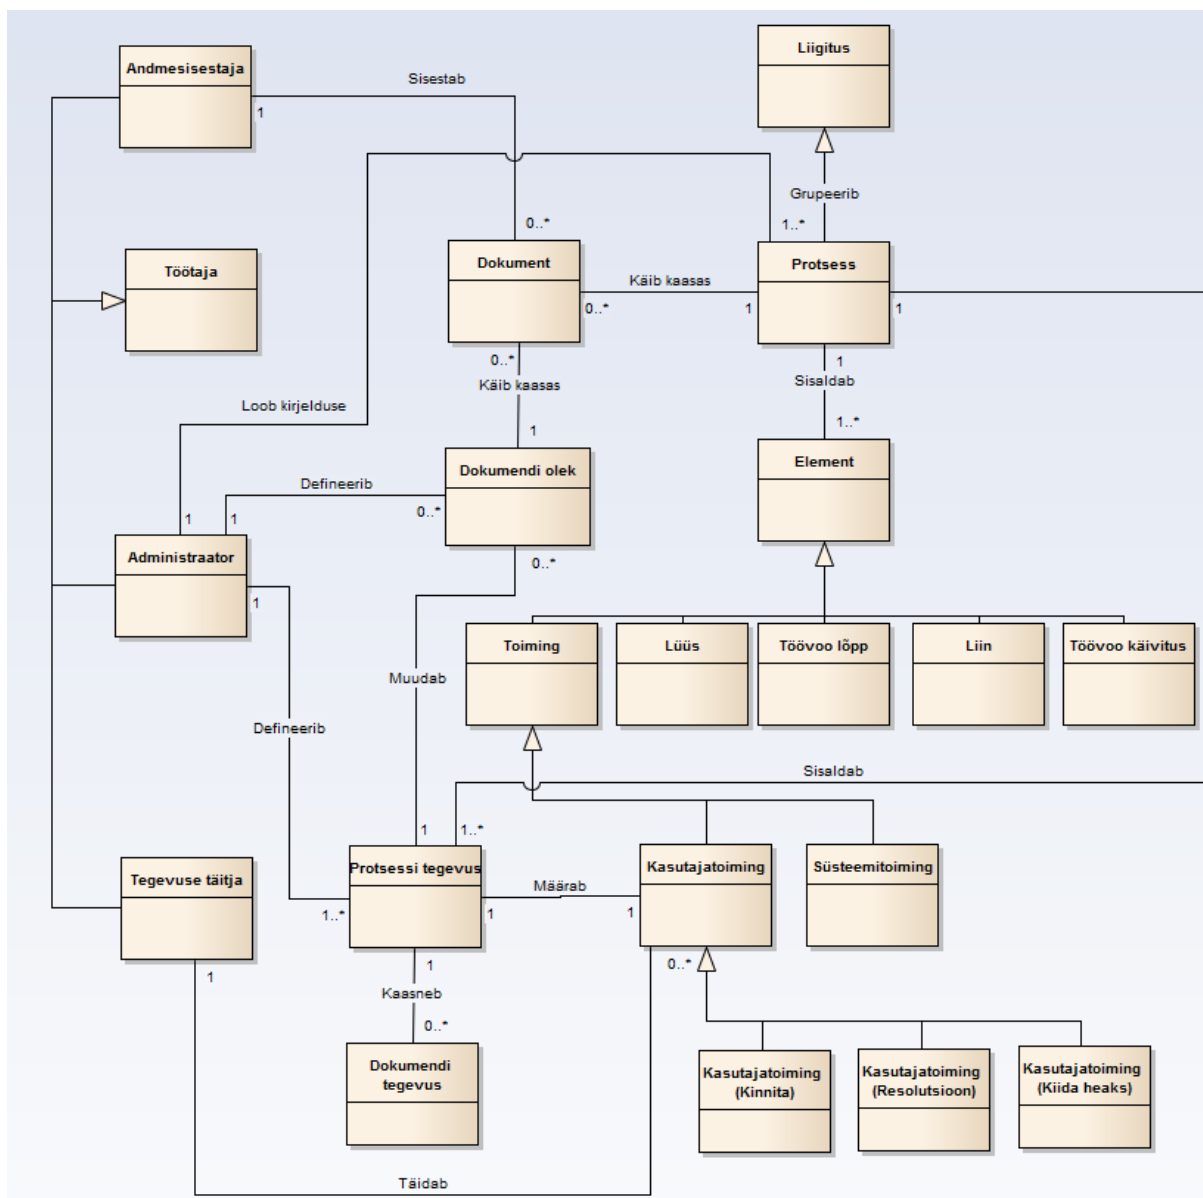 Liigitus
Andmesisestaja
Sisestab
1
Grupeerib
0..*
1..*
Töötaja
Dokument
Protsess
Käib kaasas
0..*
1
1
0..*
1
Käib kaasas
Sisaldab
Loob kirjelduse
1
1..*
Dokumendi olek
Element
Defineerib
0..*
1
1
Administraator
0..*
1
Toiming
Lüüs
Töövoo lõpp
Liin
Töövoo käivitus
Muudab
Defineerib
Sisaldab
1
1..*
Tegevuse täitja
Protsessi tegevus
Kasutajatoiming
Süsteemitoiming
Määrab
1..*
1
1
1
1
0..*
Kaasneb
0..*
Dokumendi
tegevus
Kasutajatoiming
(Kinnita)
Kasutajatoiming
(Resolutsioon)
Kasutajatoiming
(Kiida heaks)
Täidab